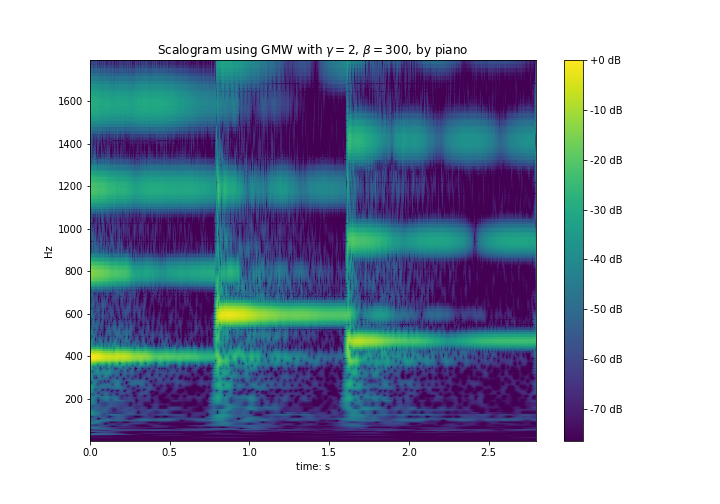 Scalogram using GMW with γ = 2, β = 300, by piano
Hz
1600
1400
1200
1000
800
600
400
200
0.0 0.5 1.0 1.5 2.0 2.5
time: s
+0 dB
-10 dB
-20 dB
-30 dB
-40 dB
-50 dB
-60 dB
-70 dB